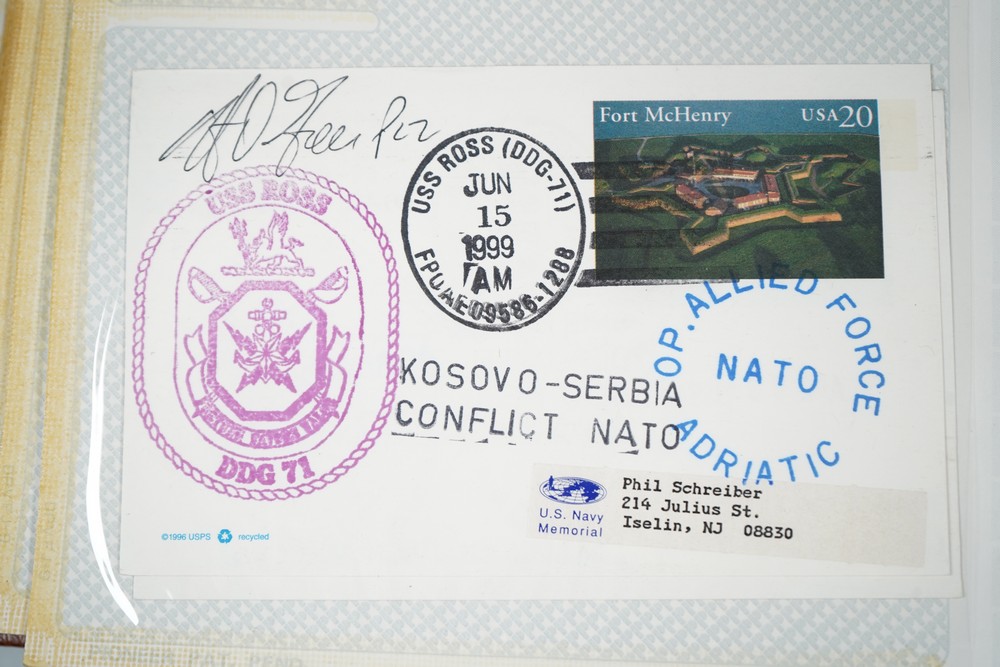 Fort McHenry USA 20
USS ROSS (DDG-71)
JUN
15
1999
AM
FPO AE 09586-1288
USS ROSS
DDG 71
OP. ALLIED FORCE
NATO
ADRIATIC
KOSOVO-SERBIA
CONFLICT NATO
U.S. Navy
Memorial
Phil Schreiber
214 Julius St.
Iselin, NJ 08830
©1996 USPS recycled